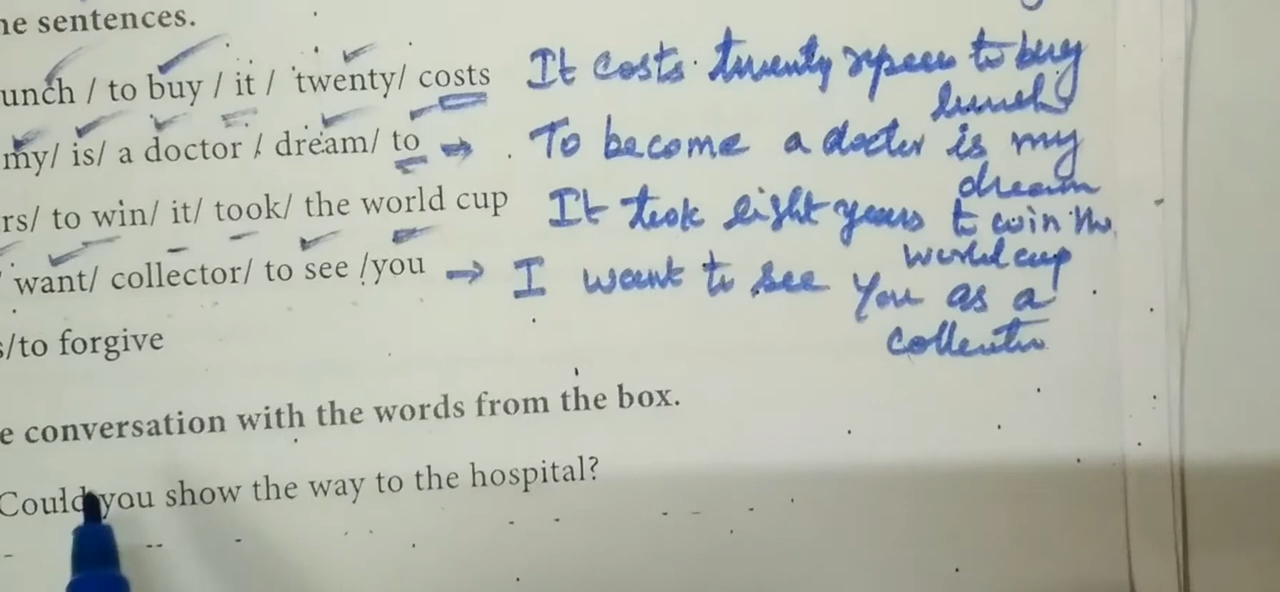 ne sentences.
unch / to buy / it / twenty/ costs It costs twenty rpees to buy
lunch
my/ is/ a doctor / dream/ to → To become a doctor is my
dream
rs/ to win/ it/ took/ the world cup It took eight years to win the
world cup
want/ collector/ to see /you → I want to see you as a
collector
s/to forgive
e conversation with the words from the box.
Could you show the way to the hospital?